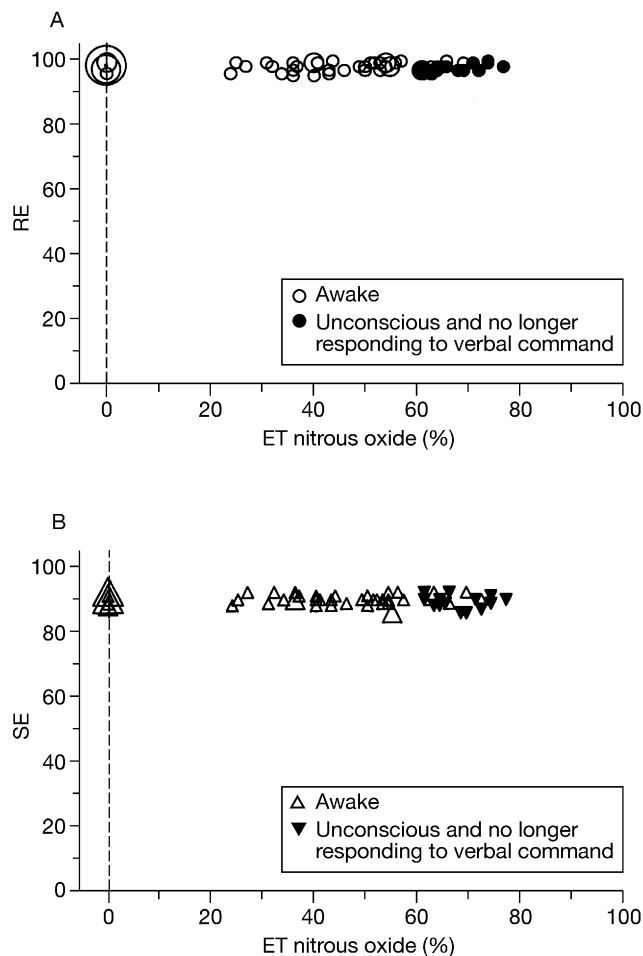 A
100
80
60
40
20
0
RE
Awake
Unconscious and no longer
responding to verbal command
0 20 40 60 80 100
ET nitrous oxide (%)
B
100
80
60
40
20
0
SE
Awake
Unconscious and no longer
responding to verbal command
0 20 40 60 80 100
ET nitrous oxide (%)